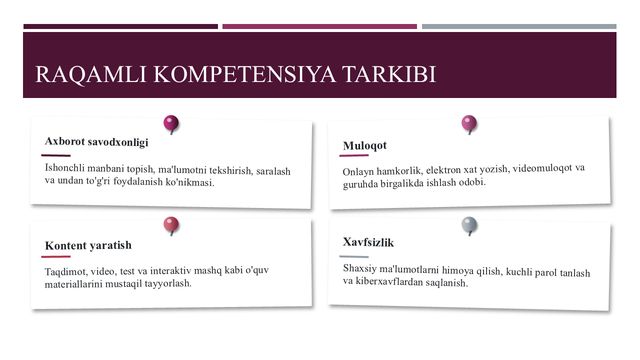 RAQAMLI KOMPETENSIYA TARKIBI
Axborot savodxonligi
Ishonchli manbani topish, ma'lumotni tekshirish, saralash
va undan to'g'ri foydalanish ko'nikmasi.
Muloqot
Onlayn hamkorlik, elektron xat yozish, videomuloqot va
guruhda birgalikda ishlash odobi.
Kontent yaratish
Taqdimot, video, test va interaktiv mashq kabi o'quv
materiallarini mustaqil tayyorlash.
Xavfsizlik
Shaxsiy ma'lumotlarni himoya qilish, kuchli parol tanlash
va kiberxavflardan saqlanish.